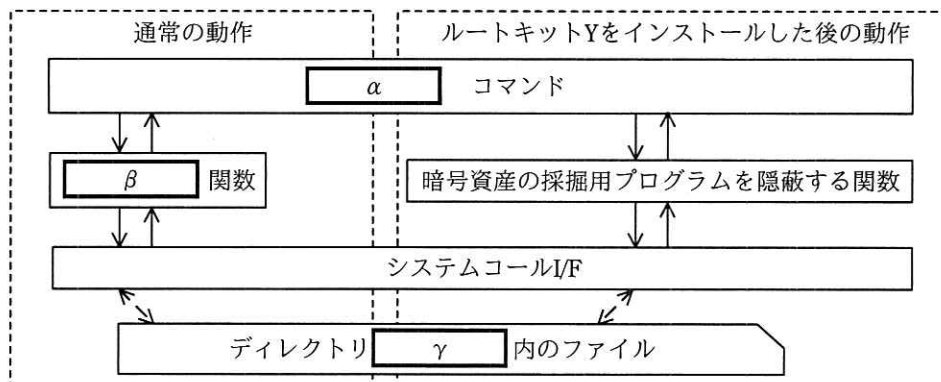 通常の動作
ルートキットYをインストールした後の動作
α コマンド
β 関数
暗号資産の採掘用プログラムを隠蔽する関数
システムコールI/F
ディレクトリ γ 内のファイル